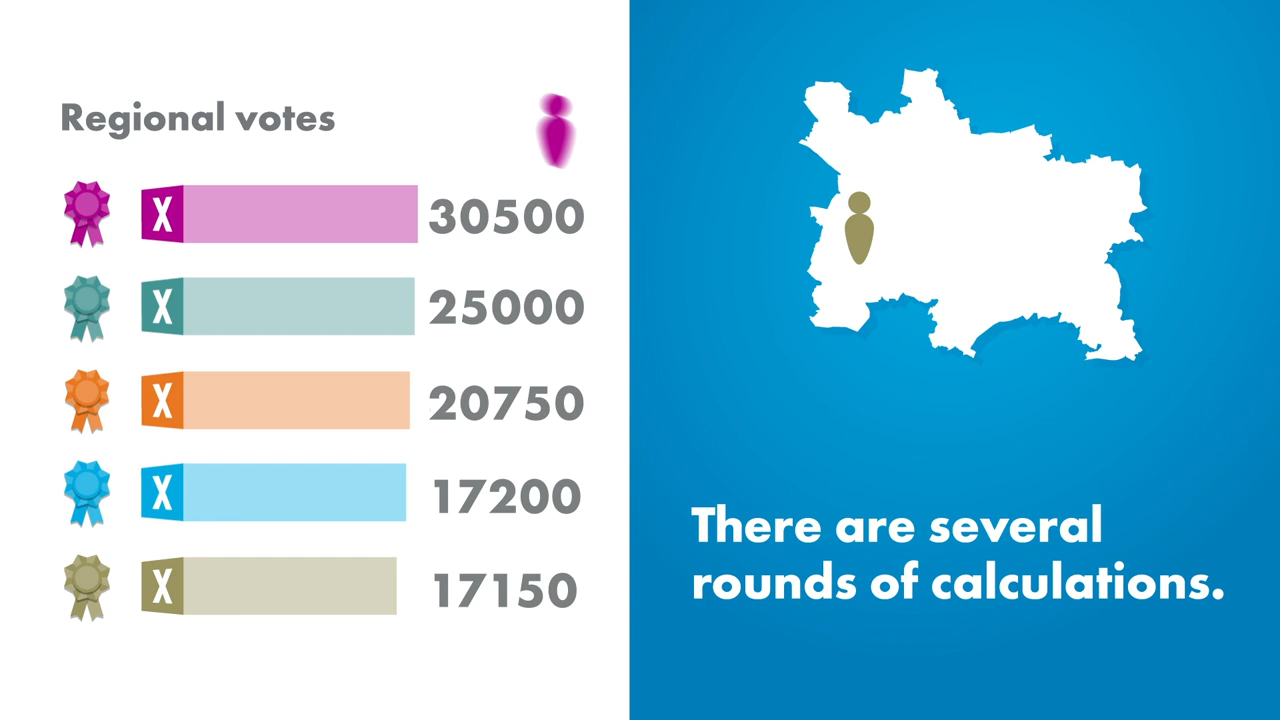 Regional votes
X 30500
X 25000
X 20750
X 17200
X 17150
There are several
rounds of calculations.